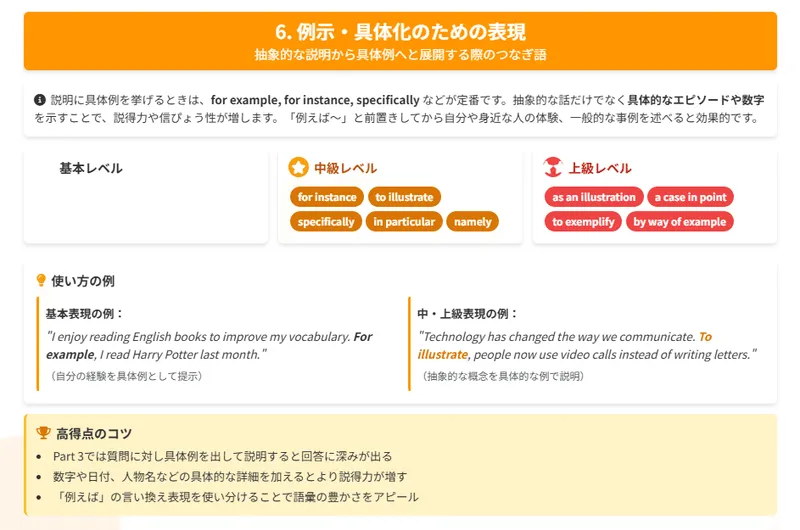 6. 例示・具体化のための表現
抽象的な説明から具体例へと展開する際のつなぎ語
説明に具体例を挙げるときは、for example, for instance, specifically などが定番です。抽象的な話だけでなく具体的なエピソードや数字
を示すことで、説得力や信ぴょう性が増します。「例えば〜」と前置きしてから自分や身近な人の体験、一般的な事例を述べると効果的です。
基本レベル
中級レベル
for instance
to illustrate
specifically
in particular
namely
上級レベル
as an illustration
a case in point
to exemplify
by way of example
使い方の例
基本表現の例：
"I enjoy reading English books to improve my vocabulary. For
example, I read Harry Potter last month."
（自分の経験を具体例として提示）
中・上級表現の例：
"Technology has changed the way we communicate. To
illustrate, people now use video calls instead of writing letters."
（抽象的な概念を具体的な例で説明）
高得点のコツ
• Part 3では質問に対し具体例を出して説明すると回答に深みが出る
• 数字や日付、人物名などの具体的な詳細を加えるとより説得力が増す
• 「例えば」の言い換え表現を使い分けることで語彙の豊かさをアピール